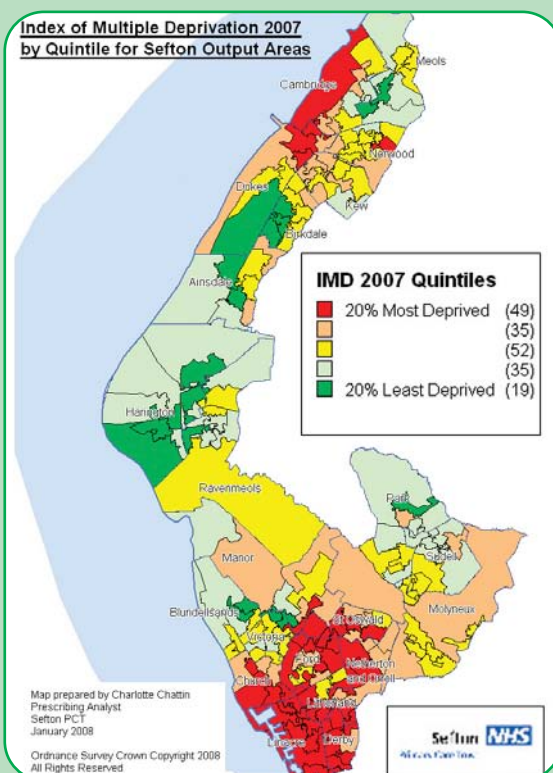 Index of Multiple Deprivation 2007
by Quintile for Sefton Output Areas
Meols
Cambridge
Norwood
Dukes
Kew
Birkdale
Ainsdale
IMD 2007 Quintiles
20% Most Deprived (49)
(35)
(52)
(35)
20% Least Deprived (19)
Harington
Ravenmeols
Park
Sudell
Manor
Molyneux
Blundellsands
St Oswald
Victoria
Ford
Netherton
and Orrell
Church
Litherland
Linacre
Derby
Map prepared by Charlotte Chattin
Prescribing Analyst
Sefton PCT
January 2008
Ordnance Survey Crown Copyright 2008
All Rights Reserved
Sefton NHS
Primary Care Trust